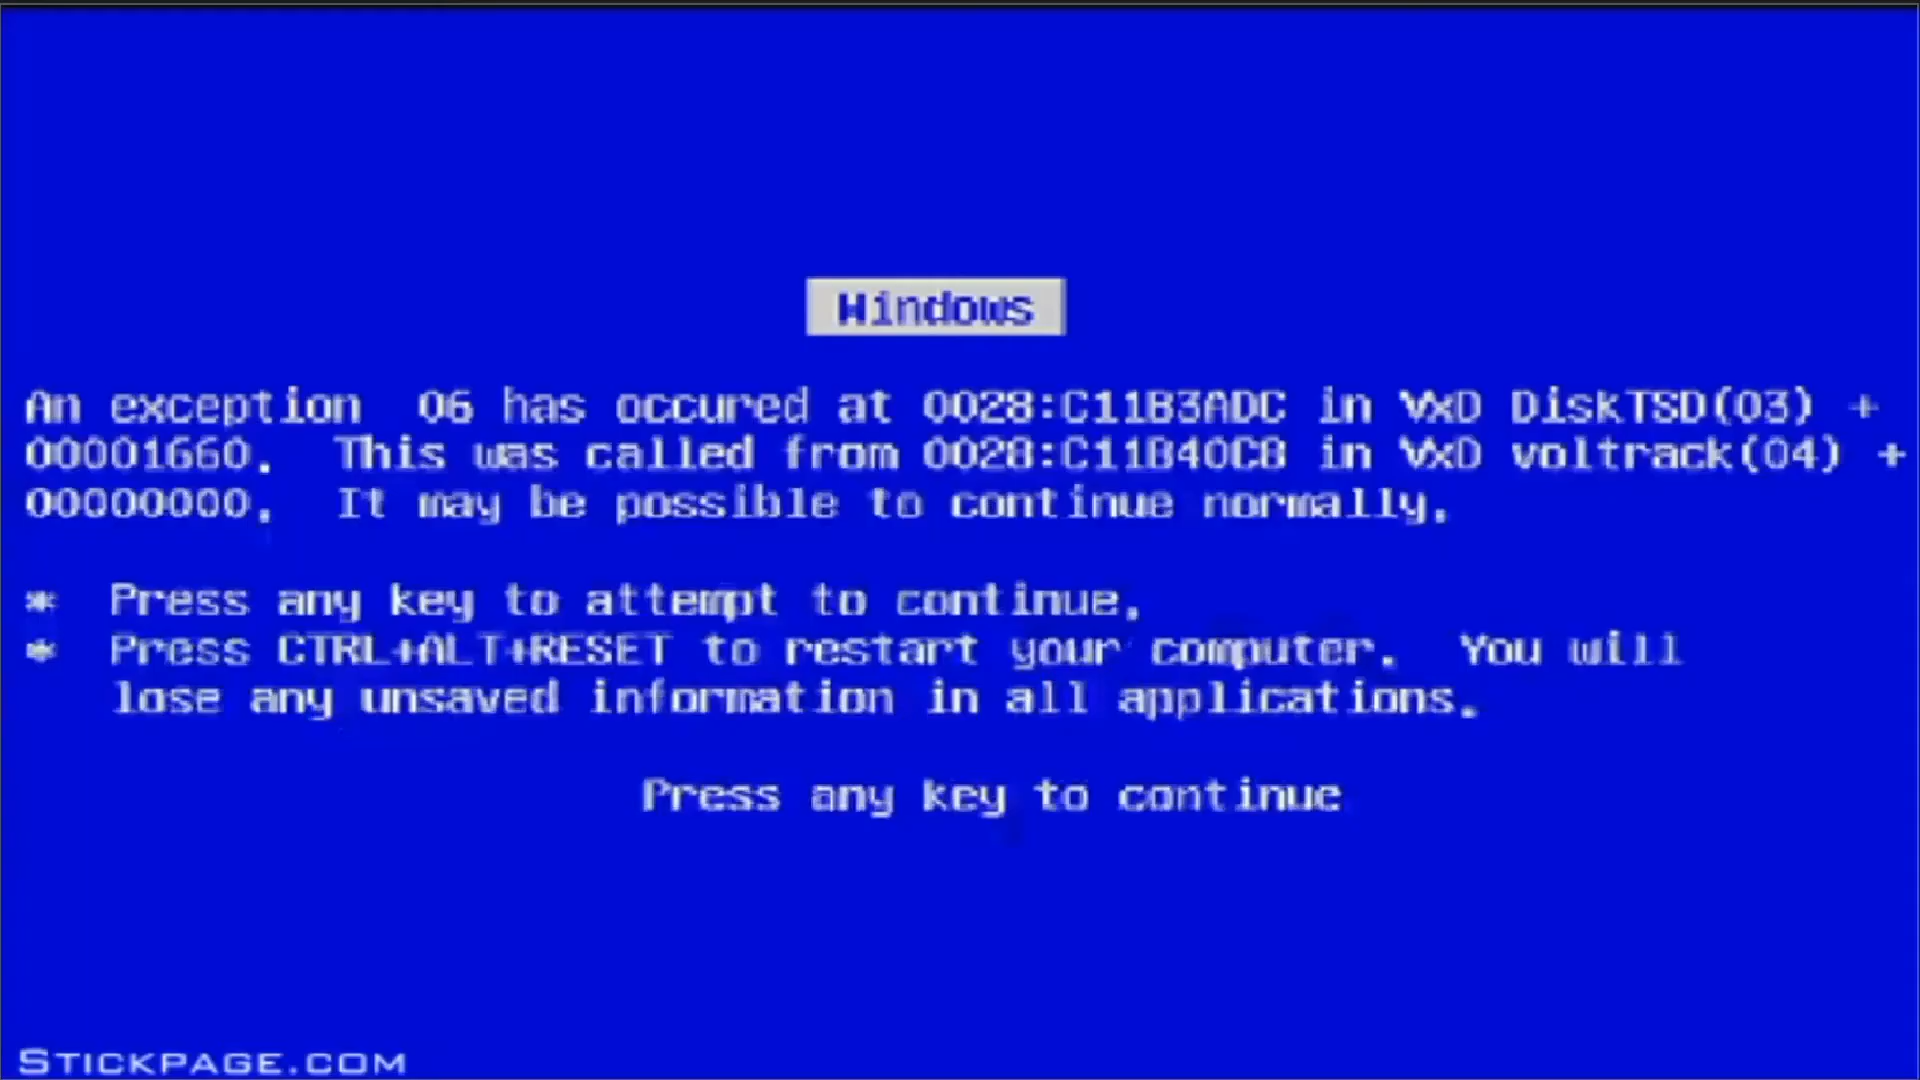 Windows
An exception  06 has occured at 0028:C11B3ADC in VxD DiskTSD(03) +
00001660.  This was called from 0028:C11B40C8 in VxD voltrack(04) +
00000000.  It may be possible to continue normally.
*  Press any key to attempt to continue.
*  Press CTRL+ALT+RESET to restart your computer.  You will
lose any unsaved information in all applications.
Press any key to continue
STICKPAGE.COM